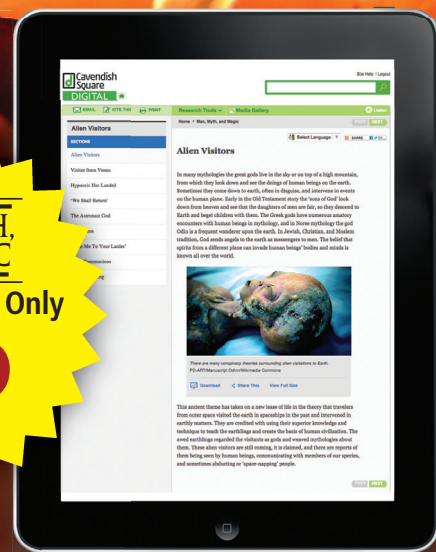 Cavendish
Square
DIGITAL
Site Help | Logout
EMAIL CITE THIS PRINT
Research Tools Media Gallery
Listen
Home Man, Myth, and Magic
PREV NEXT
Select Language
SHARE
Alien Visitors
SECTIONS
Alien Visitors
Visitor from Venus
Hypnosis Has Landed
'We Shall Return'
The Astronaut God
Me To Your Lader'
Only
Alien Visitors
In many mythologies the great gods live in the sky or on top of a high mountain,
from which they look down and see the doings of human beings on the earth.
Sometimes they come down to earth, often in disguise, and intervene in events
on the human plane. Early in the Old Testament story the 'sons of God' look
down from heaven and see that the daughters of men are fair, so they descend to
Earth and beget children with them. The Greek gods have numerous amatory
encounters with human beings in mythology, and in Norse mythology the god
Odin is a frequent wanderer upon the earth. In Jewish, Christian, and Moslem
tradition, God sends angels to the earth as messengers to men. The belief that
spirits from a different plane can invade human beings' bodies and minds is
known all over the world.
There are many conspiracy theories surrounding alien visitations to Earth.
PD-ART/Manuscript Odinn/Wikimedia Commons
Download Share This View Full Size
This ancient theme has taken on a new lease of life in the theory that travelers
from outer space visited the earth in spaceships in the past and intervened in
earthly matters. They are credited with using their superior knowledge and
technique to teach the earthlings and create the basis of human civilization. The
awed earthlings regarded the visitants as gods and weaved mythologies about
them. These alien visitors are still coming, it is claimed, and there are reports of
them being seen by human beings, communicating with members of our species,
and sometimes abducting or 'space-napping' people.
PREV NEXT